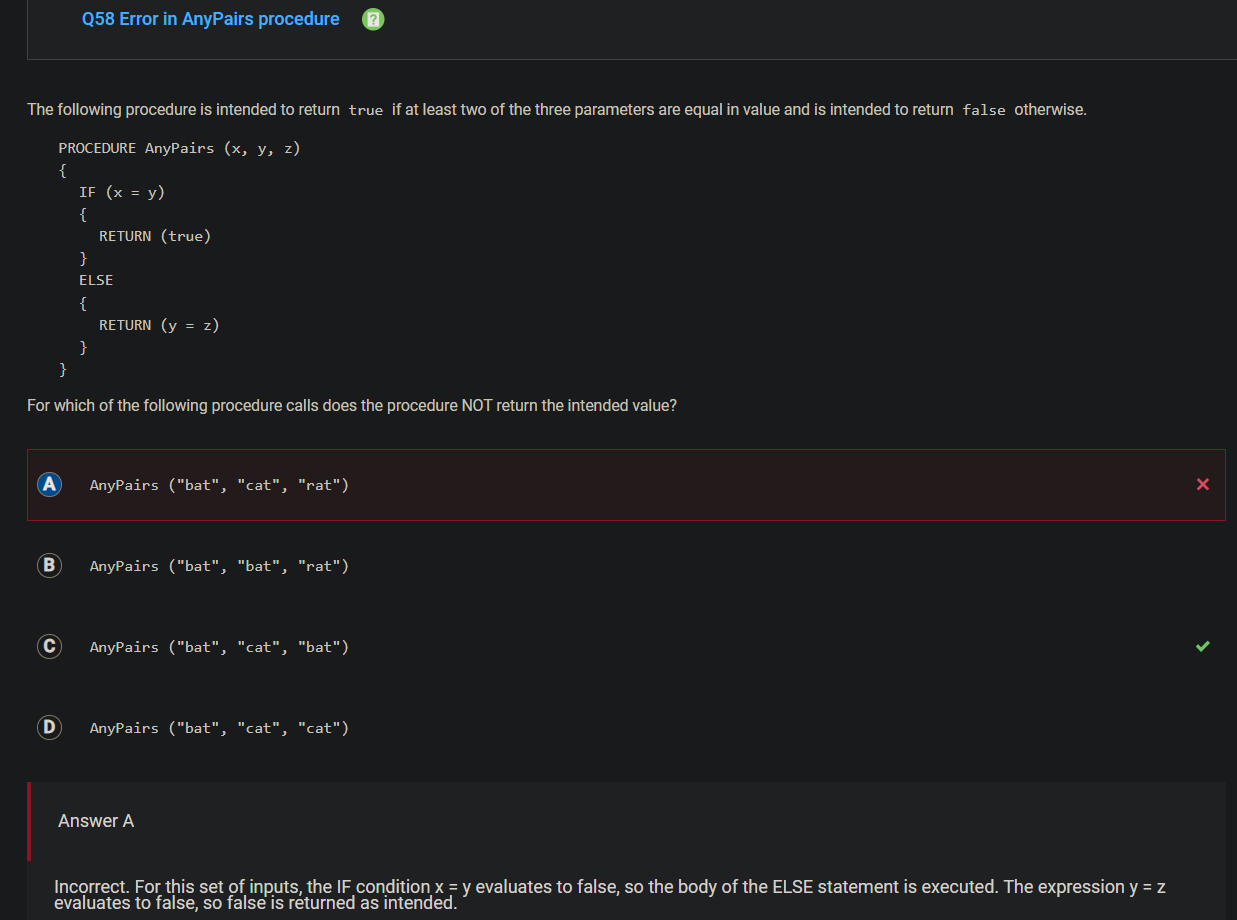 Q58 Error in AnyPairs procedure
The following procedure is intended to return true if at least two of the three parameters are equal in value and is intended to return false otherwise.
PROCEDURE AnyPairs (x, y, z)
{
IF (x = y)
{
RETURN (true)
}
ELSE
{
RETURN (y = z)
}
}
For which of the following procedure calls does the procedure NOT return the intended value?
A AnyPairs ("bat", "cat", "rat")
B AnyPairs ("bat", "bat", "rat")
C AnyPairs ("bat", "cat", "bat")
D AnyPairs ("bat", "cat", "cat")
Answer A
Incorrect. For this set of inputs, the IF condition x = y evaluates to false, so the body of the ELSE statement is executed. The expression y = z
evaluates to false, so false is returned as intended.